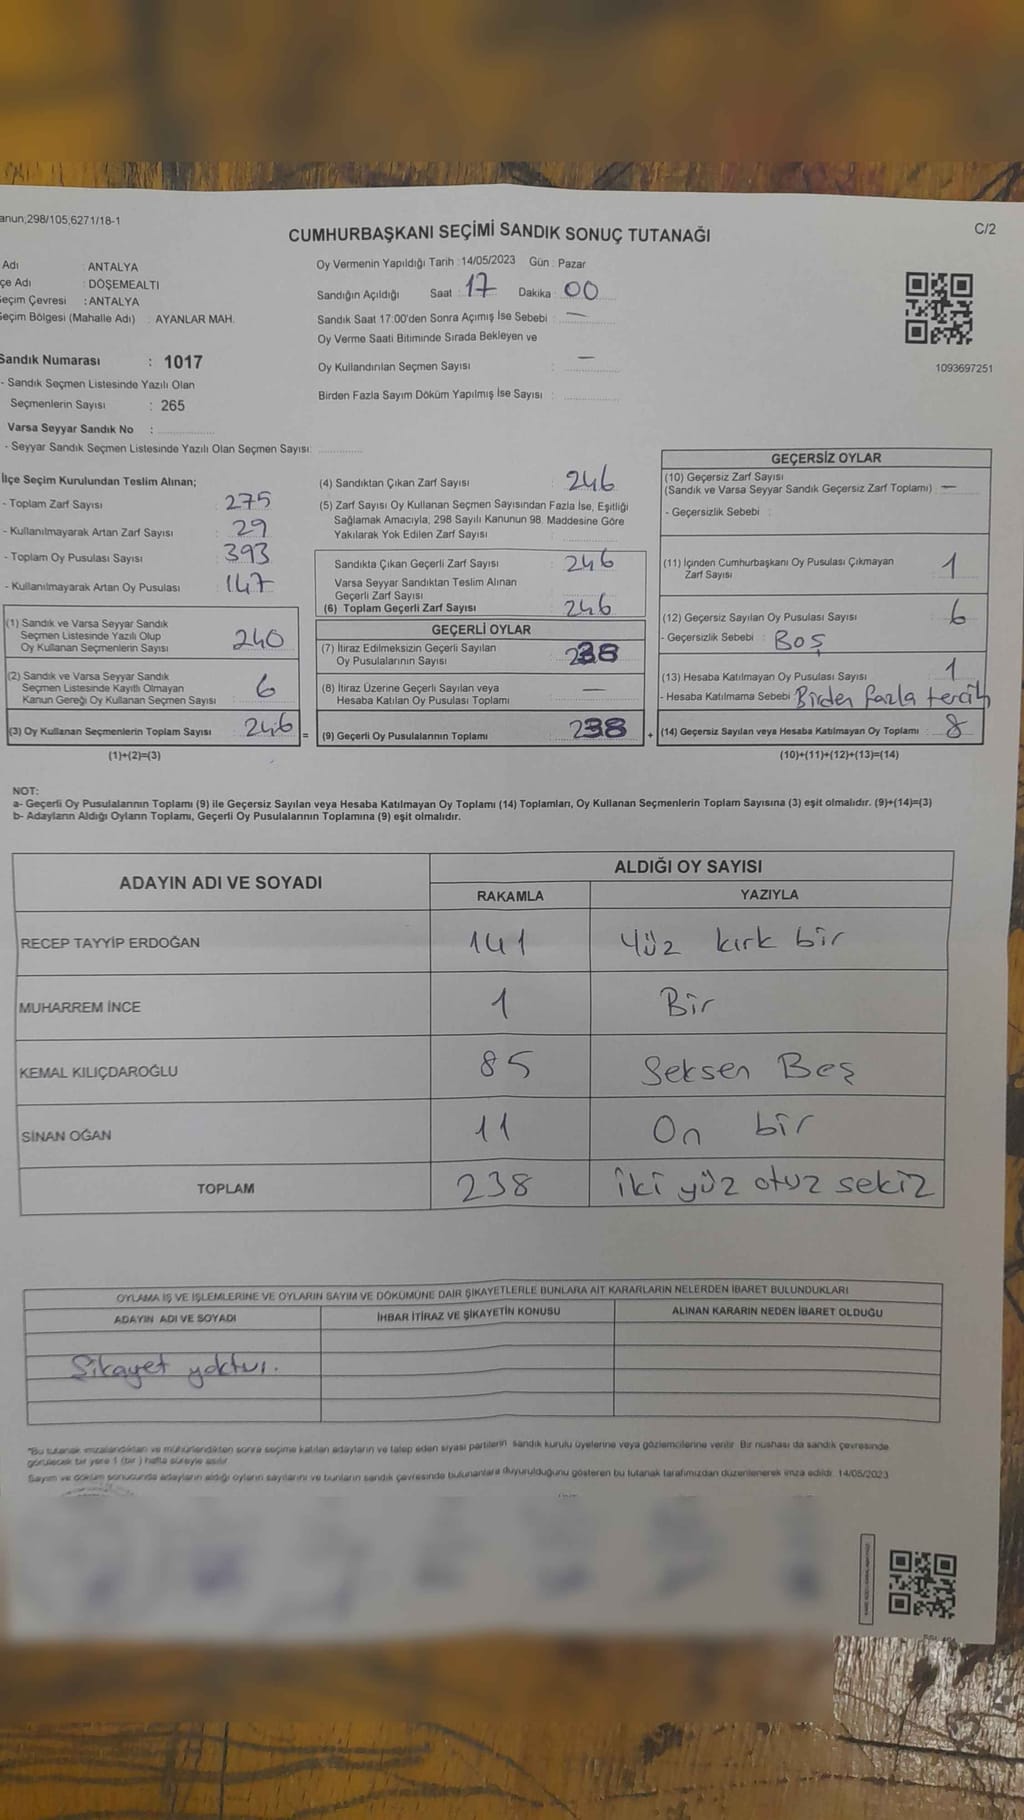 anun,298/105,6271/18-1
C/2
CUMHURBAŞKANI SEÇİMİ SANDIK SONUÇ TUTANAĞI
Adı : ANTALYA
çe Adı : DÖŞEMEALTI
Seçim Çevresi : ANTALYA
Seçim Bölgesi (Mahalle Adı) : AYANLAR MAH.
Sandık Numarası : 1017
- Sandık Seçmen Listesinde Yazılı Olan
Seçmenlerin Sayısı : 265
Varsa Seyyar Sandık No :
- Seyyar Sandık Seçmen Listesinde Yazılı Olan Seçmen Sayısı:
Oy Vermenin Yapıldığı Tarih : 14/05/2023 Gün : Pazar
Sandığın Açıldığı Saat : 17 Dakika : 00
Sandık Saat 17:00'den Sonra Açımış İse Sebebi : —
Oy Verme Saati Bitiminde Sırada Bekleyen ve
Oy Kullandırılan Seçmen Sayısı : —
Birden Fazla Sayım Döküm Yapılmış İse Sayısı :
1093697251
İlçe Seçim Kurulundan Teslim Alınan;
- Toplam Zarf Sayısı : 275
- Kullanılmayarak Artan Zarf Sayısı : 29
- Toplam Oy Pusulası Sayısı : 393
- Kullanılmayarak Artan Oy Pusulası : 147
(1) Sandık ve Varsa Seyyar Sandık
Seçmen Listesinde Yazılı Olup
Oy Kullanan Seçmenlerin Sayısı 240
(2) Sandık ve Varsa Seyyar Sandık
Seçmen Listesinde Kayıtlı Olmayan
Kanun Gereği Oy Kullanan Seçmen Sayısı 6
(3) Oy Kullanan Seçmenlerin Toplam Sayısı 246 =
(1)+(2)=(3)
(4) Sandıktan Çıkan Zarf Sayısı : 246
(5) Zarf Sayısı Oy Kullanan Seçmen Sayısından Fazla İse, Eşitliği
Sağlamak Amacıyla; 298 Sayılı Kanunun 98. Maddesine Göre
Yakılarak Yok Edilen Zarf Sayısı :
Sandıkta Çıkan Geçerli Zarf Sayısı : 246
Varsa Seyyar Sandıktan Teslim Alınan
Geçerli Zarf Sayısı
(6) Toplam Geçerli Zarf Sayısı 246
GEÇERLİ OYLAR
(7) İtiraz Edilmeksizin Geçerli Sayılan
Oy Pusulalarının Sayısı : 238
(8) İtiraz Üzerine Geçerli Sayılan veya
Hesaba Katılan Oy Pusulası Toplamı : —
(9) Geçerli Oy Pusulalarının Toplamı 238 +
GEÇERSİZ OYLAR
(10) Geçersiz Zarf Sayısı
(Sandık ve Varsa Seyyar Sandık Geçersiz Zarf Toplamı) —
- Geçersizlik Sebebi :
(11) İçinden Cumhurbaşkanı Oy Pusulası Çıkmayan
Zarf Sayısı 1
(12) Geçersiz Sayılan Oy Pusulası Sayısı 6
- Geçersizlik Sebebi : Boş
(13) Hesaba Katılmayan Oy Pusulası Sayısı 1
- Hesaba Katılmama Sebebi : Birden fazla tercih
(14) Geçersiz Sayılan veya Hesaba Katılmayan Oy Toplamı 8
(10)+(11)+(12)+(13)=(14)
NOT:
a- Geçerli Oy Pusulalarının Toplamı (9) ile Geçersiz Sayılan veya Hesaba Katılmayan Oy Toplamı (14) Toplamları, Oy Kullanan Seçmenlerin Toplam Sayısına (3) eşit olmalıdır. (9)+(14)=(3)
b- Adayların Aldığı Oyların Toplamı, Geçerli Oy Pusulalarının Toplamına (9) eşit olmalıdır.
ADAYIN ADI VE SOYADI ALDIĞI OY SAYISI
RAKAMLA YAZIYLA
RECEP TAYYİP ERDOĞAN 141 Yüz kırk bir
MUHARREM İNCE 1 Bir
KEMAL KILIÇDAROĞLU 85 Seksen Beş
SİNAN OĞAN 11 On bir
TOPLAM 238 iki yüz otuz sekiz
OYLAMA İŞ VE İŞLEMLERİNE VE OYLARIN SAYIM VE DÖKÜMÜNE DAİR ŞİKAYETLERLE BUNLARA AİT KARARLARIN NELERDEN İBARET BULUNDUKLARI
ADAYIN ADI VE SOYADI İHBAR İTİRAZ VE ŞİKAYETİN KONUSU ALINAN KARARIN NEDEN İBARET OLDUĞU
Şikayet yoktur.
"Bu tutanak imzalandıktan ve mühürlendikten sonra seçime katılan adayların ve talep eden siyasi partilerin sandık kurulu üyelerine veya gözlemcilerine verilir. Bir nüshası da sandık çevresinde
görülecek bir yere 1 (bir) hafta süreyle asılır.
Sayım ve döküm sonucunda adayların aldığı oyların sayılarını ve bunların sandık çevresinde bulunanlara duyurulduğunu gösteren bu tutanak tarafımızdan düzenlenerek imza edildi. 14/05/2023